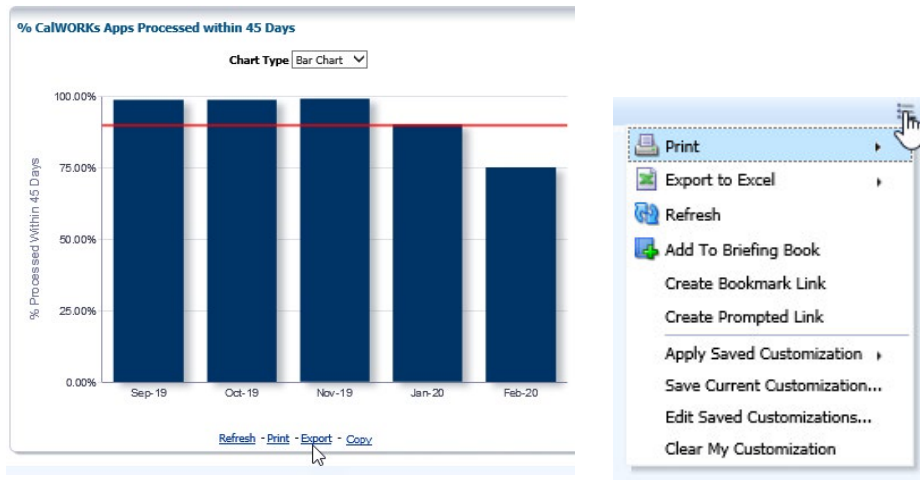 % CalWORKs Apps Processed within 45 Days
Chart Type Bar Chart
100.00%
75.00%
50.00%
25.00%
0.00%
% Processed Within 45 Days
Sep-19 Oct-19 Nov-19 Jan-20 Feb-20
Refresh - Print - Export - Copy
Print
Export to Excel
Refresh
Add To Briefing Book
Create Bookmark Link
Create Prompted Link
Apply Saved Customization
Save Current Customization...
Edit Saved Customizations...
Clear My Customization